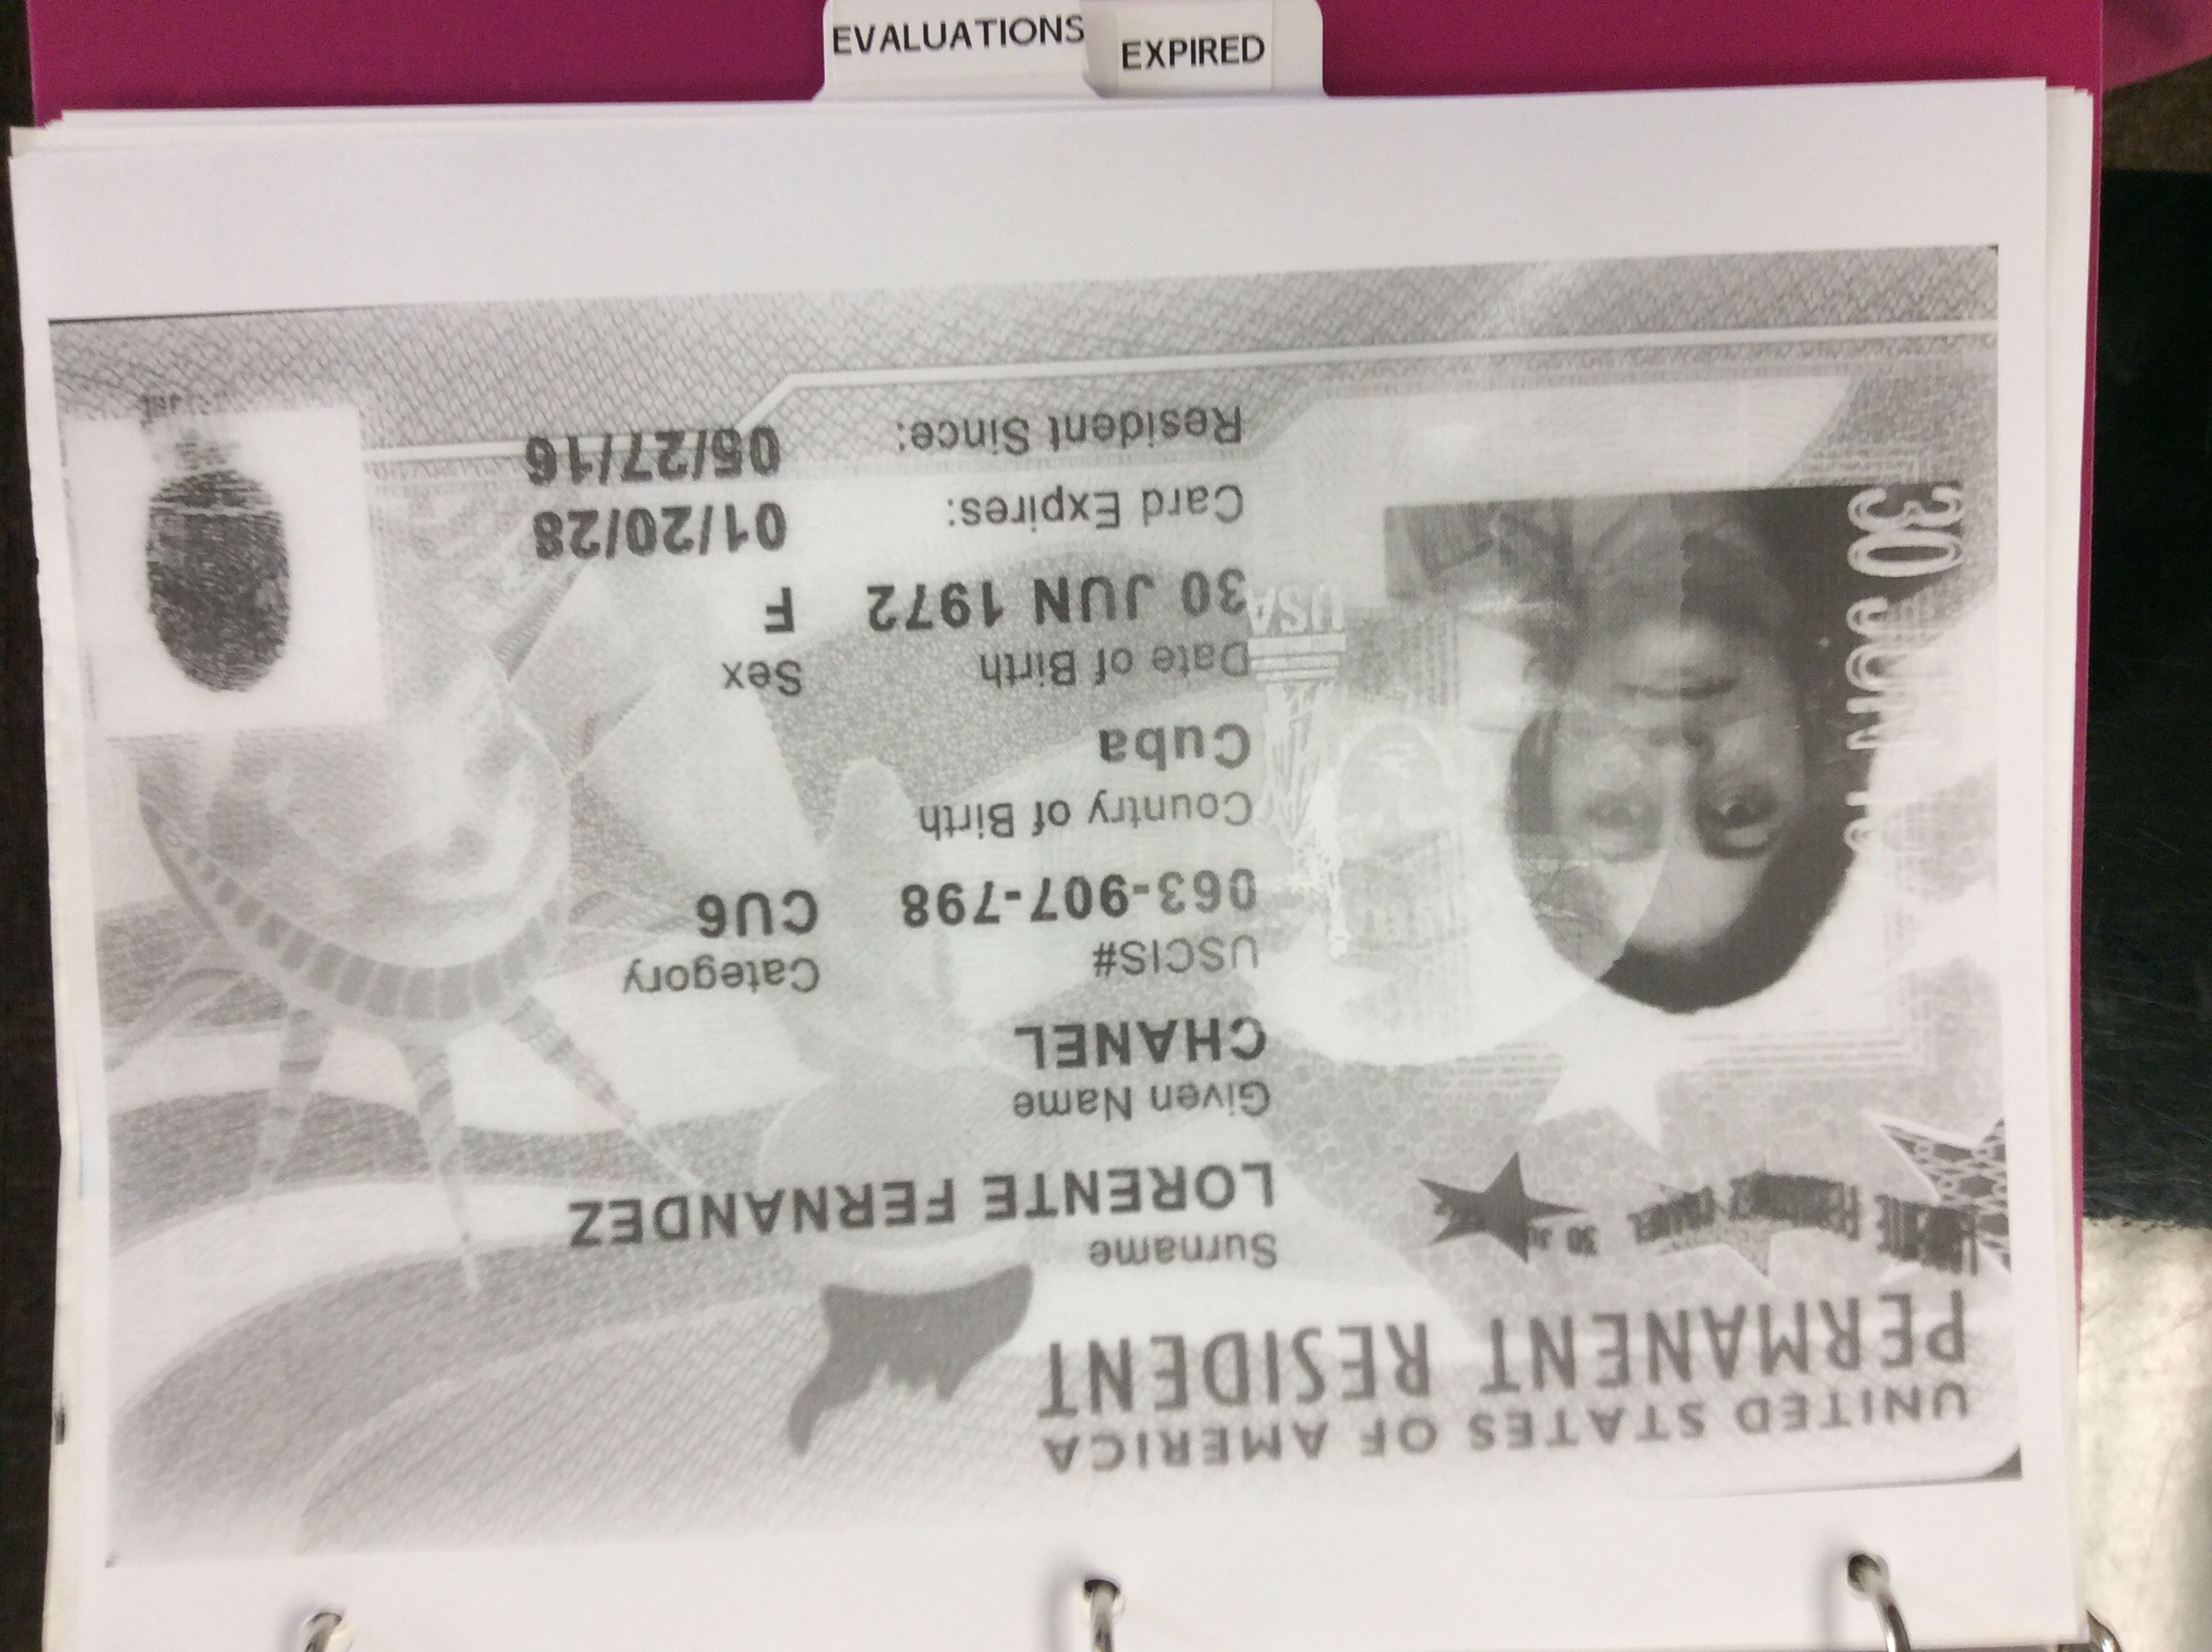 UNITED STATES OF AMERICA
PERMANENT RESIDENT
Surname
LORENTE FERNANDEZ
Given Name
CHANEL
USCIS# Category
063-907-798 CU6
Country of Birth
Cuba
Date of Birth Sex
30 JUN 1972 F
Card Expires: 01/20/28
Resident Since: 05/27/16
USA
30 JUN
EVALUATIONS
EXPIRED